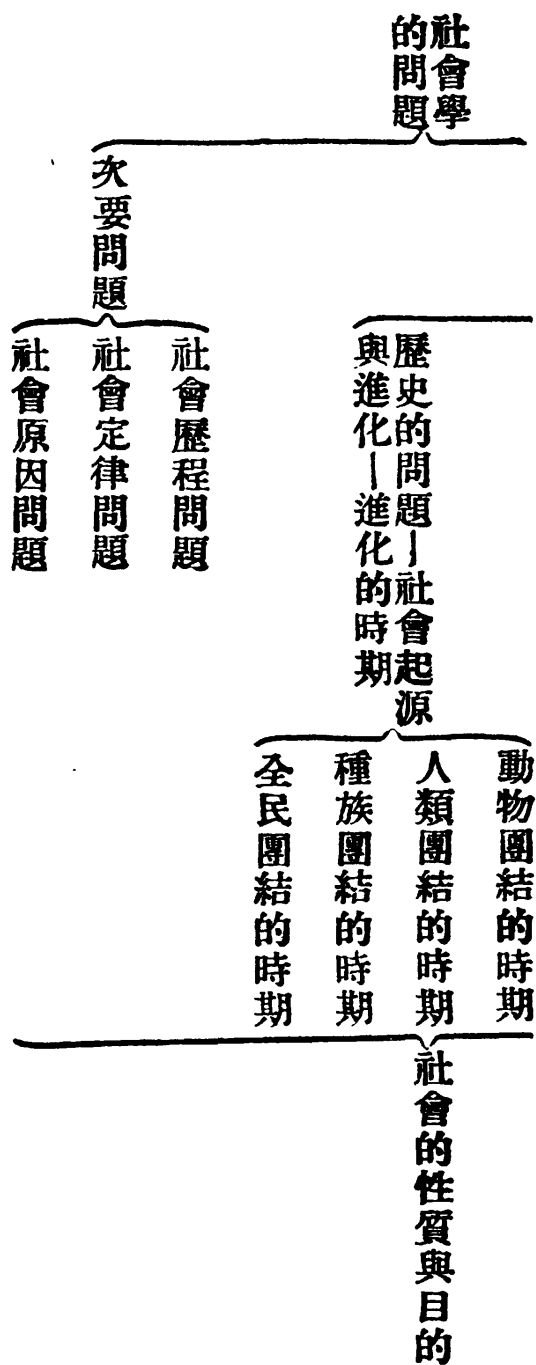 社會學
的問題
歷史的問題—社會起源
與進化—進化的時期
動物團結的時期
人類團結的時期
種族團結的時期
全民團結的時期
次要問題
社會歷程問題
社會定律問題
社會原因問題
社會的性質與目的